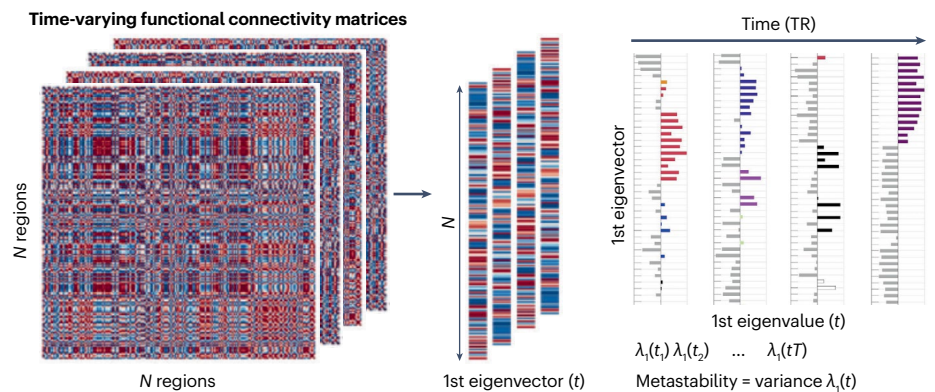 Time-varying functional connectivity matrices
N regions
N regions
N
1st eigenvector (t)
Time (TR)
1st eigenvector
1st eigenvalue (t)
λ₁(t₁) λ₁(t₂) ... λ₁(tT)
Metastability = variance λ₁(t)